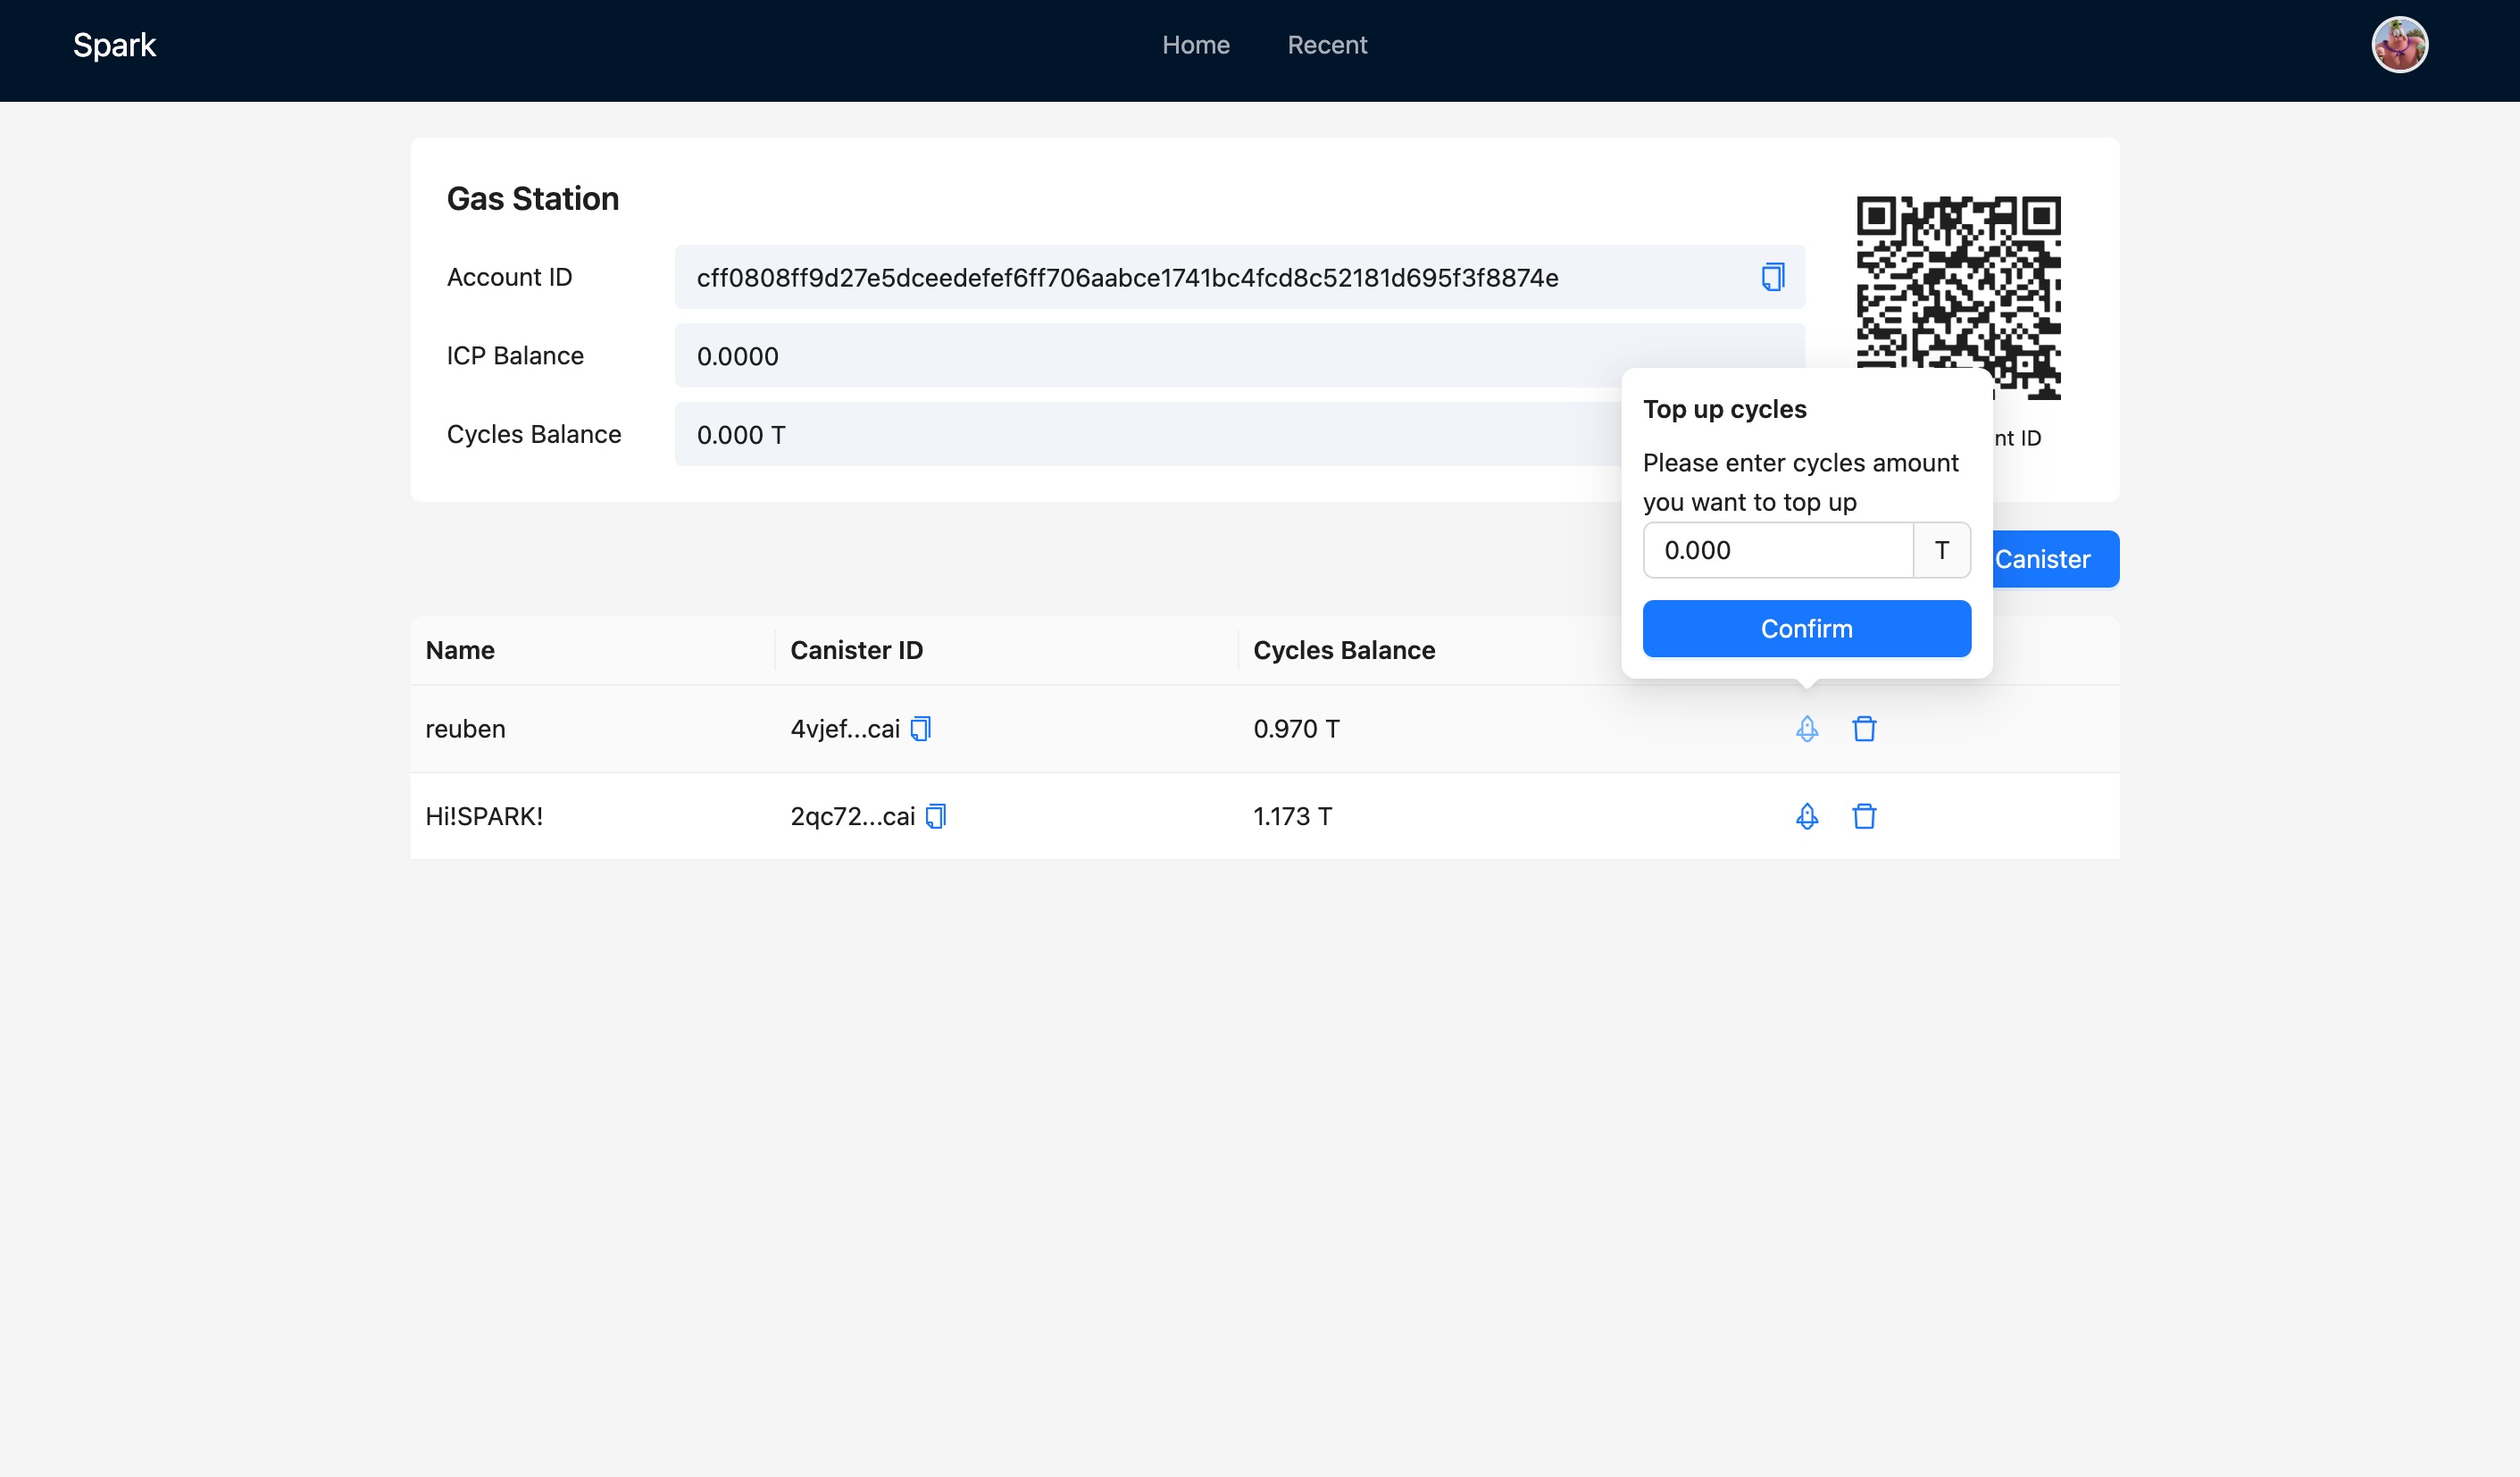 Spark
Home
Recent
Gas Station
Account ID
cff0808ff9d27e5dceedefef6ff706aabce1741bc4fcd8c52181d695f3f8874e
ICP Balance
0.0000
Cycles Balance
0.000 T
nt ID
Top up cycles
Please enter cycles amount
you want to top up
0.000
T
Confirm
Canister
Name
Canister ID
Cycles Balance
reuben
4vjef...cai
0.970 T
Hi!SPARK!
2qc72...cai
1.173 T